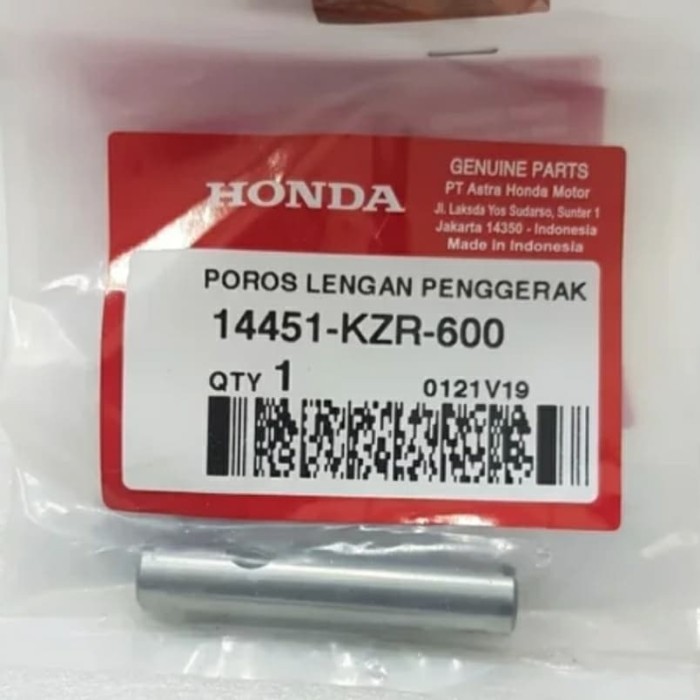 HONDA
GENUINE PARTS
PT Astra Honda Motor
Jl. Laksda Yos Sudarso, Sunter 1
Jakarta 14350 - Indonesia
Made in Indonesia
POROS LENGAN PENGGERAK
14451-KZR-600
QTY 1
0121V19